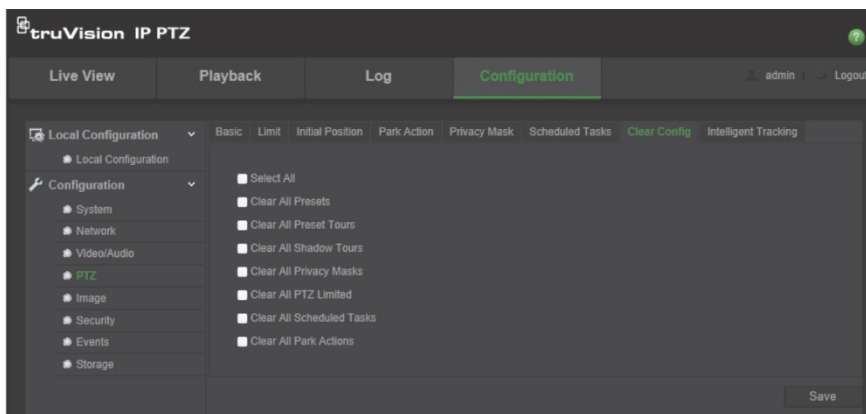 truVision IP PTZ
?
Live View Playback Log Configuration admin Logout
Local Configuration
Local Configuration
Configuration
System
Network
Video/Audio
PTZ
Image
Security
Events
Storage
Basic Limit Initial Position Park Action Privacy Mask Scheduled Tasks Clear Config Intelligent Tracking
Select All
Clear All Presets
Clear All Preset Tours
Clear All Shadow Tours
Clear All Privacy Masks
Clear All PTZ Limited
Clear All Scheduled Tasks
Clear All Park Actions
Save